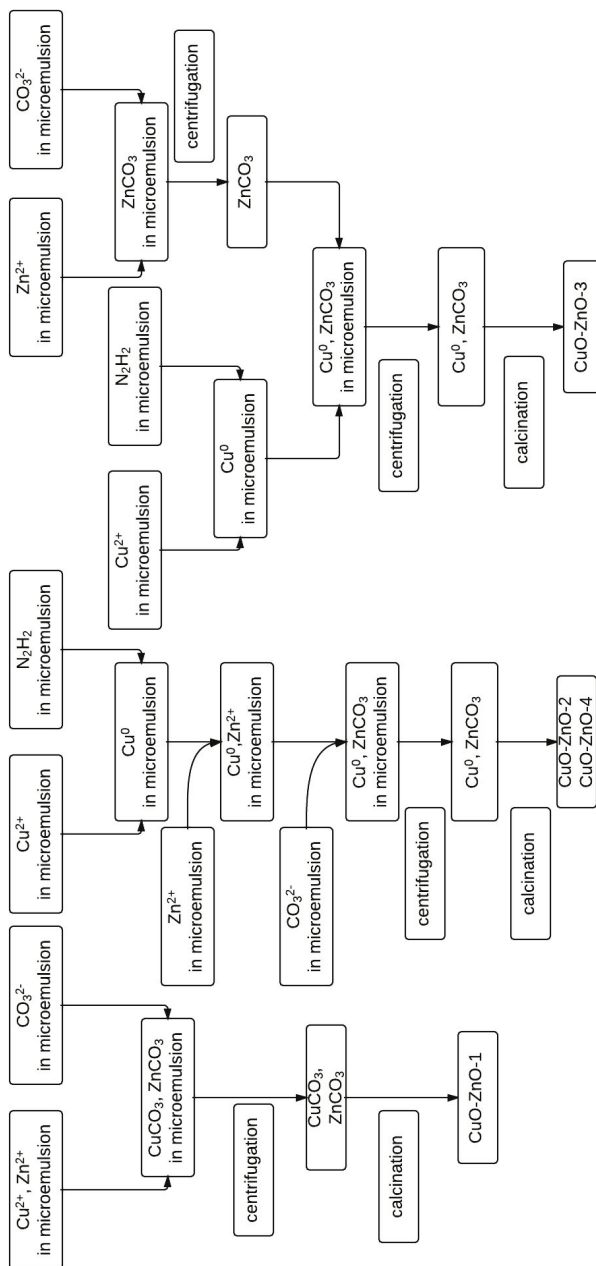 Cu²⁺, Zn²⁺
in microemulsion
CO₃²⁻
in microemulsion
CuCO₃, ZnCO₃
in microemulsion
centrifugation
CuCO₃,
ZnCO₃
calcination
CuO-ZnO-1
Cu²⁺
in microemulsion
N₂H₂
in microemulsion
Cu⁰
in microemulsion
Zn²⁺
in microemulsion
Cu⁰,Zn²⁺
in microemulsion
CO₃²⁻
in microemulsion
Cu⁰, ZnCO₃
in microemulsion
centrifugation
Cu⁰, ZnCO₃
calcination
CuO-ZnO-2
CuO-ZnO-4
Zn²⁺
in microemulsion
CO₃²⁻
in microemulsion
ZnCO₃
in microemulsion
centrifugation
ZnCO₃
Cu²⁺
in microemulsion
N₂H₂
in microemulsion
Cu⁰
in microemulsion
Cu⁰, ZnCO₃
in microemulsion
centrifugation
Cu⁰, ZnCO₃
calcination
CuO-ZnO-3